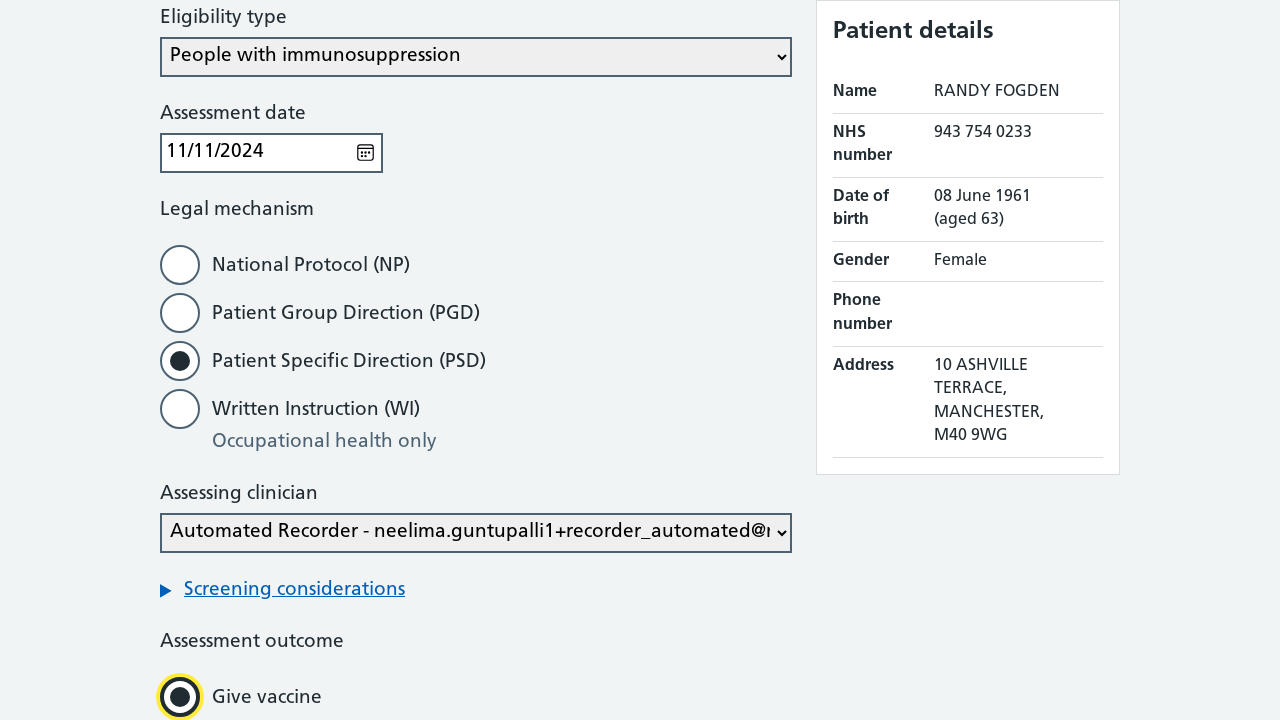 Eligibility type
People with immunosuppression
Assessment date
11/11/2024
Legal mechanism
National Protocol (NP)
Patient Group Direction (PGD)
Patient Specific Direction (PSD)
Written Instruction (WI)
Occupational health only
Assessing clinician
Automated Recorder - neelima.guntupalli1+recorder_automated@
Screening considerations
Assessment outcome
Give vaccine
Patient details
Name RANDY FOGDEN
NHS number 943 754 0233
Date of birth 08 June 1961
(aged 63)
Gender Female
Phone number
Address 10 ASHVILLE
TERRACE,
MANCHESTER,
M40 9WG